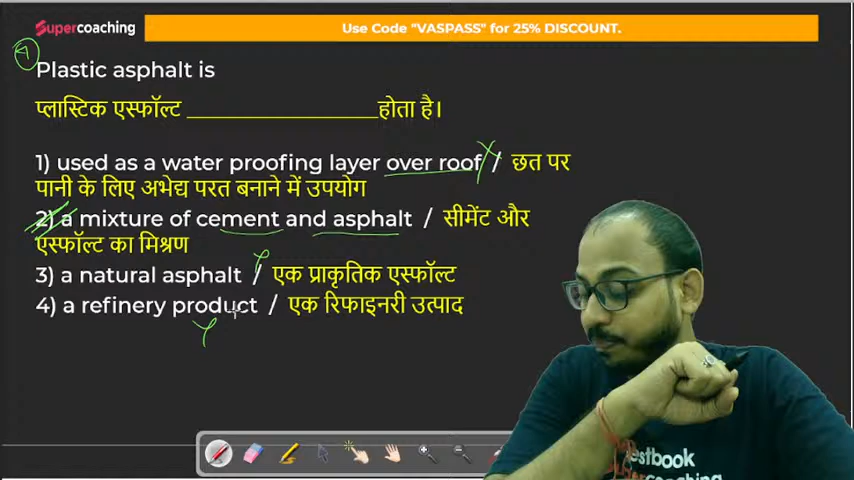 Supercoaching
Use Code "VASPASS" for 25% DISCOUNT.
Plastic asphalt is
प्लास्टिक एस्फॉल्ट ________________ होता है।
1) used as a water proofing layer over roof / छत पर
पानी के लिए अभेद्य परत बनाने में उपयोग
2) a mixture of cement and asphalt / सीमेंट और
एस्फॉल्ट का मिश्रण
3) a natural asphalt / एक प्राकृतिक एस्फॉल्ट
4) a refinery product / एक रिफाइनरी उत्पाद
testbook
supercoaching